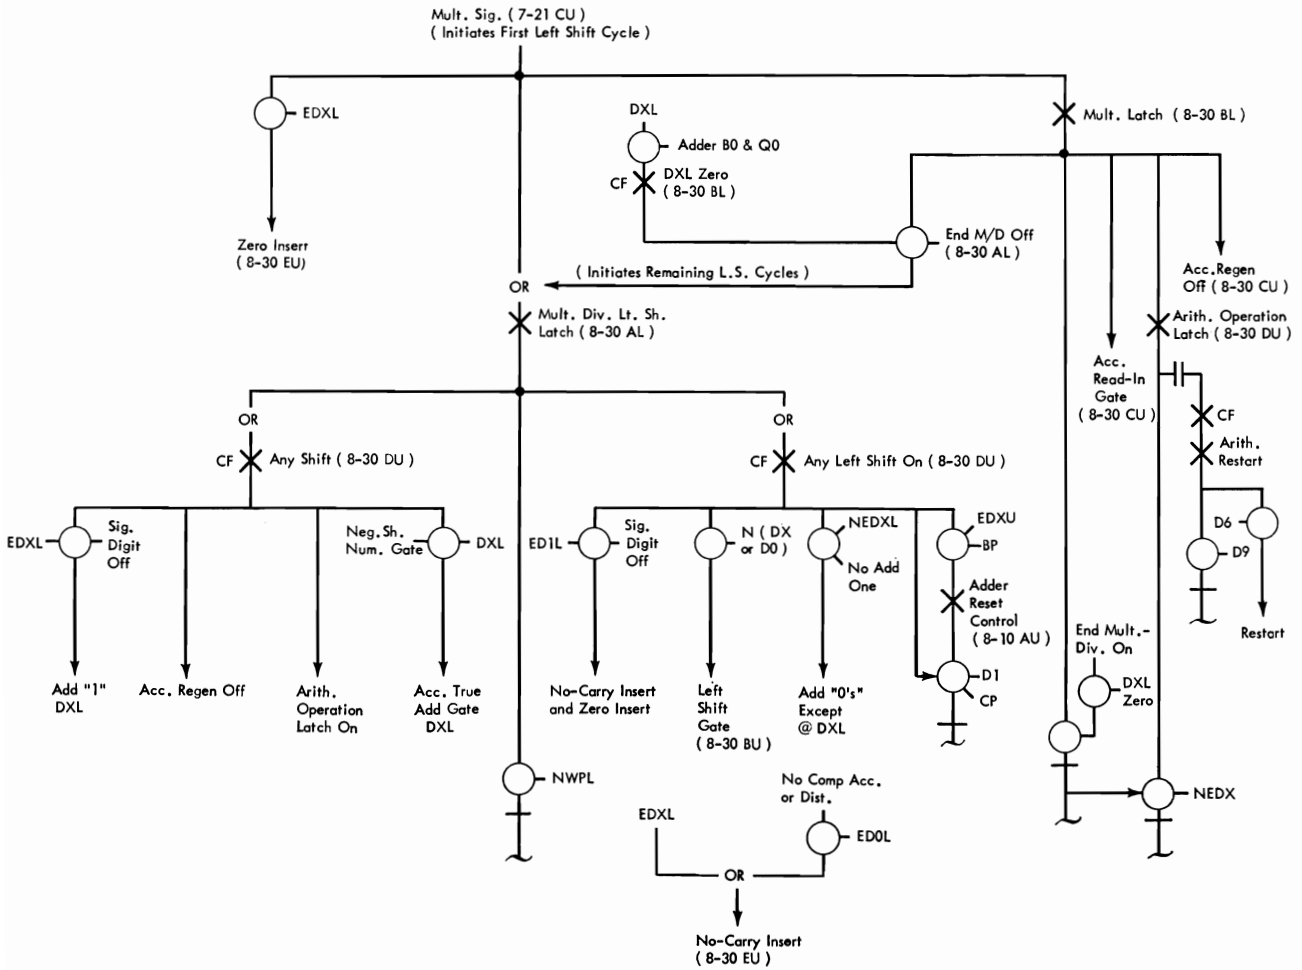 Mult. Sig. ( 7-21 CU )
( Initiates First Left Shift Cycle )
EDXL
Zero Insert
( 8-30 EU)
DXL
Adder B0 & Q0
CF
DXL Zero
( 8-30 BL )
Mult. Latch ( 8-30 BL )
End M/D Off
( 8-30 AL )
( Initiates Remaining L.S. Cycles )
OR
Mult. Div. Lt. Sh.
Latch ( 8-30 AL )
Acc.Regen
Off ( 8-30 CU )
Arith. Operation
Latch ( 8-30 DU )
Acc.
Read-In
Gate
( 8-30 CU )
CF
Arith.
Restart
D6
D9
Restart
OR
CF
Any Shift ( 8-30 DU )
OR
CF
Any Left Shift On ( 8-30 DU )
EDXL
Sig.
Digit
Off
Neg.Sh.
Num. Gate
DXL
ED1L
Sig.
Digit
Off
N ( DX
or D0 )
NEDXL
No Add
One
EDXU
BP
Adder
Reset
Control
( 8-10 AU )
D1
CP
Add "1"
DXL
Acc. Regen Off
Arith.
Operation
Latch On
Acc. True
Add Gate
DXL
No-Carry Insert
and Zero Insert
Left
Shift
Gate
( 8-30 BU )
Add "0's"
Except
@ DXL
End Mult.-
Div. On
DXL
Zero
NEDX
NWPL
EDXL
No Comp Acc.
or Dist.
ED0L
OR
No-Carry Insert
(8-30 EU )